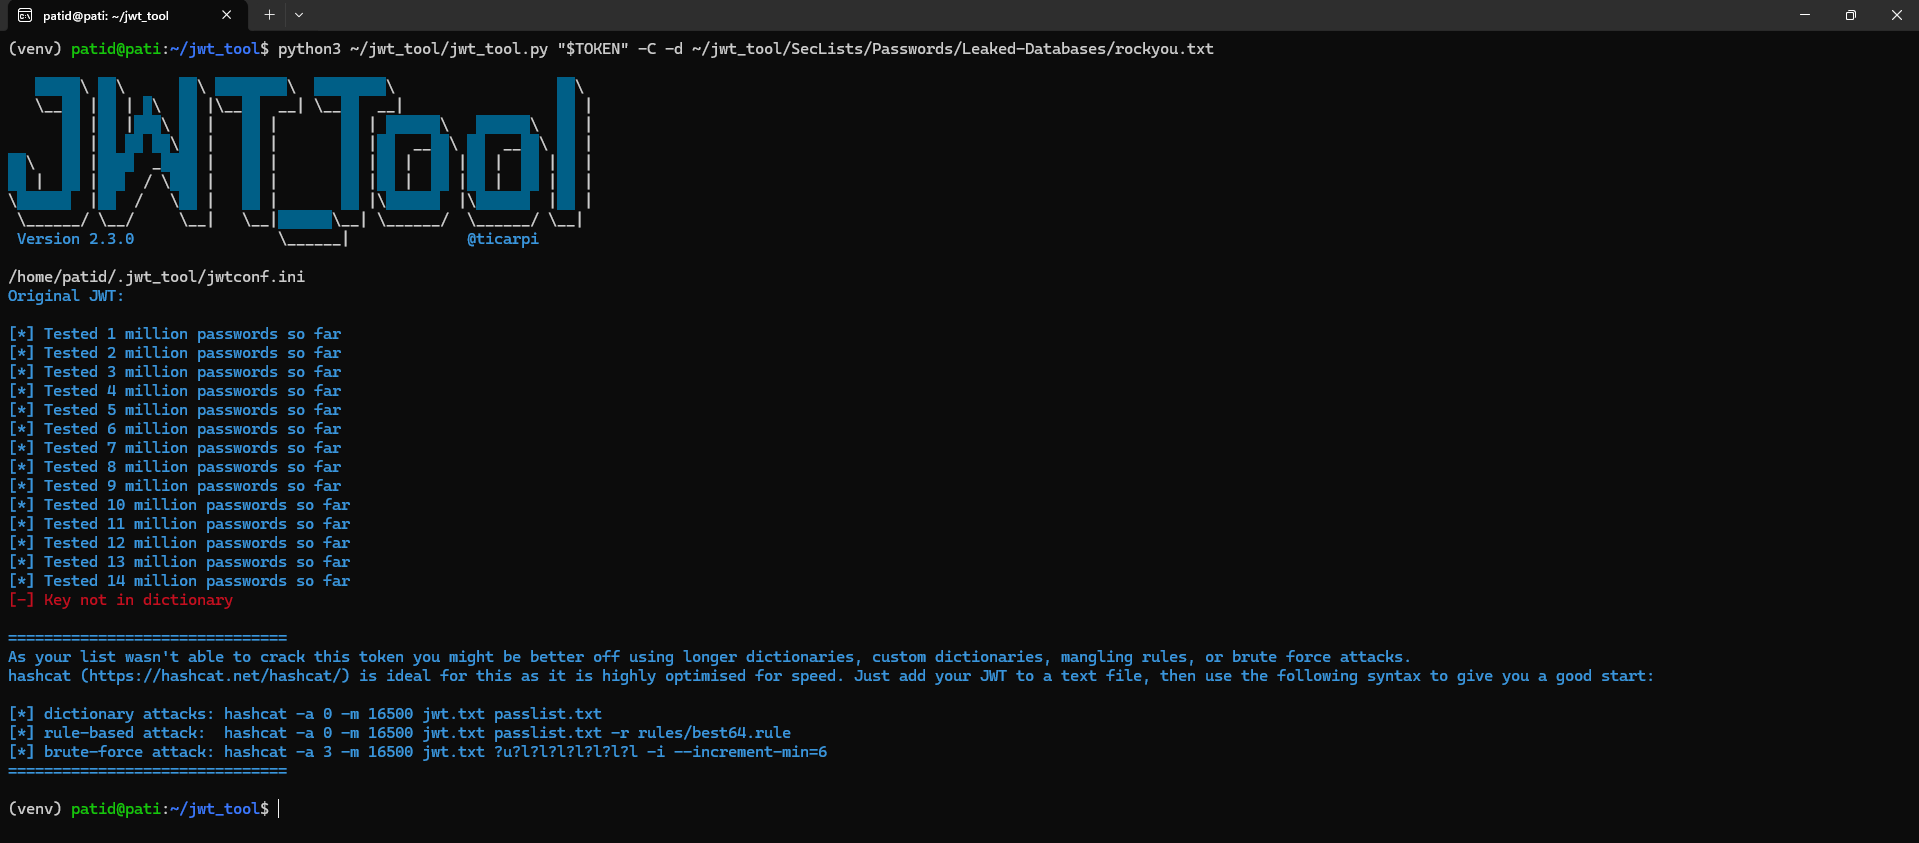 patid@pati: ~/jwt_tool
(venv) patid@pati:~/jwt_tool$ python3 ~/jwt_tool/jwt_tool.py "$TOKEN" -C -d ~/jwt_tool/SecLists/Passwords/Leaked-Databases/rockyou.txt
JWT_Tool
Version 2.3.0 @ticarpi
/home/patid/.jwt_tool/jwtconf.ini
Original JWT:
[*] Tested 1 million passwords so far
[*] Tested 2 million passwords so far
[*] Tested 3 million passwords so far
[*] Tested 4 million passwords so far
[*] Tested 5 million passwords so far
[*] Tested 6 million passwords so far
[*] Tested 7 million passwords so far
[*] Tested 8 million passwords so far
[*] Tested 9 million passwords so far
[*] Tested 10 million passwords so far
[*] Tested 11 million passwords so far
[*] Tested 12 million passwords so far
[*] Tested 13 million passwords so far
[*] Tested 14 million passwords so far
[-] Key not in dictionary
===============================
As your list wasn't able to crack this token you might be better off using longer dictionaries, custom dictionaries, mangling rules, or brute force attacks.
hashcat (https://hashcat.net/hashcat/) is ideal for this as it is highly optimised for speed. Just add your JWT to a text file, then use the following syntax to give you a good start:
[*] dictionary attacks: hashcat -a 0 -m 16500 jwt.txt passlist.txt
[*] rule-based attack:  hashcat -a 0 -m 16500 jwt.txt passlist.txt -r rules/best64.rule
[*] brute-force attack: hashcat -a 3 -m 16500 jwt.txt ?u?l?l?l?l?l?l?l -i --increment-min=6
===============================
(venv) patid@pati:~/jwt_tool$